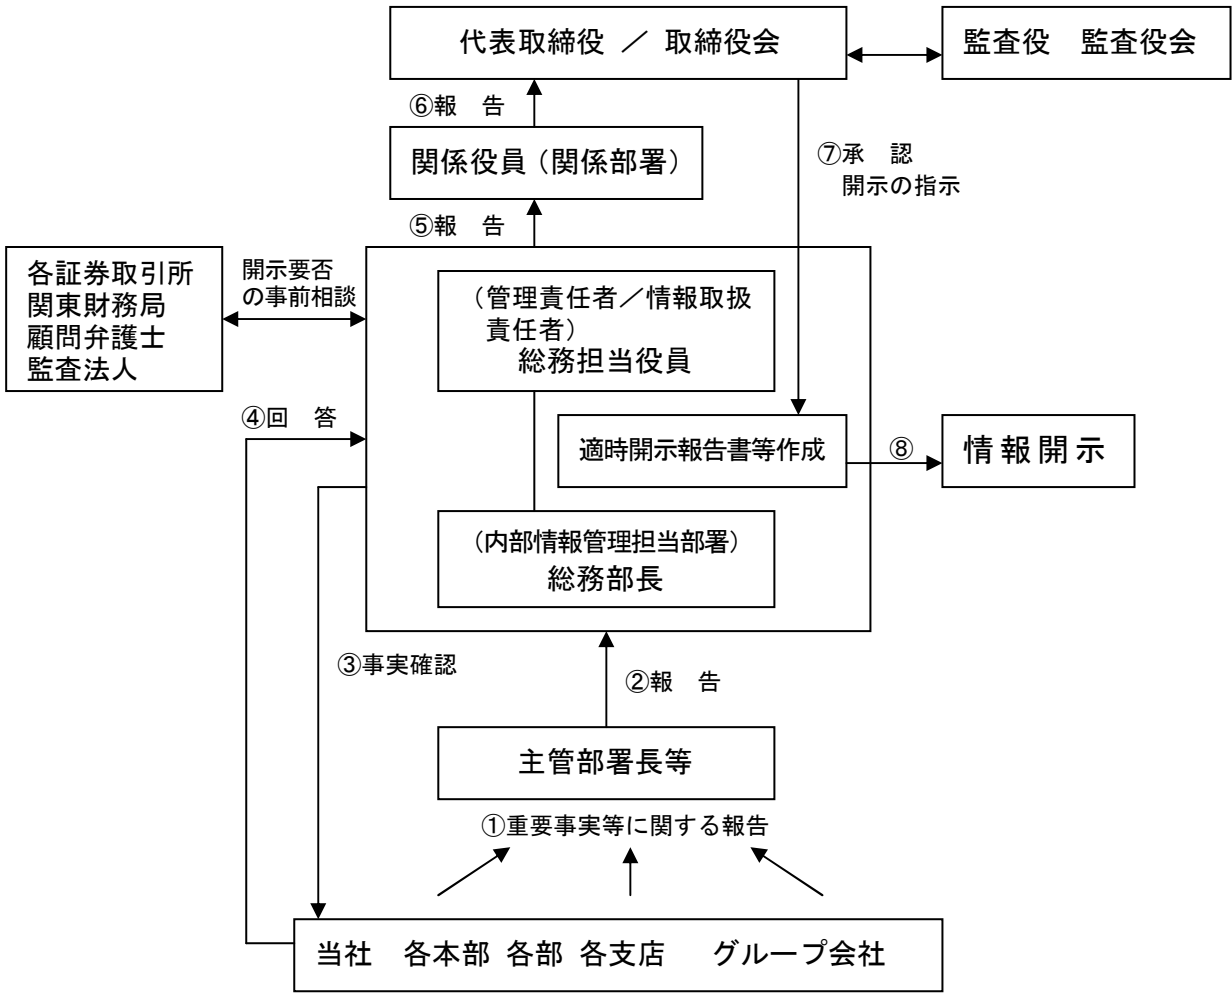 代表取締役 ／ 取締役会
監査役　監査役会
⑥報　告
関係役員（関係部署）
⑦承　認
開示の指示
⑤報　告
各証券取引所
関東財務局
顧問弁護士
監査法人
開示要否
の事前相談
（管理責任者／情報取扱
責任者）
総務担当役員
④回　答
適時開示報告書等作成
⑧
情報開示
（内部情報管理担当部署）
総務部長
③事実確認
②報　告
主管部署長等
①重要事実等に関する報告
当社　各本部 各部 各支店　グループ会社